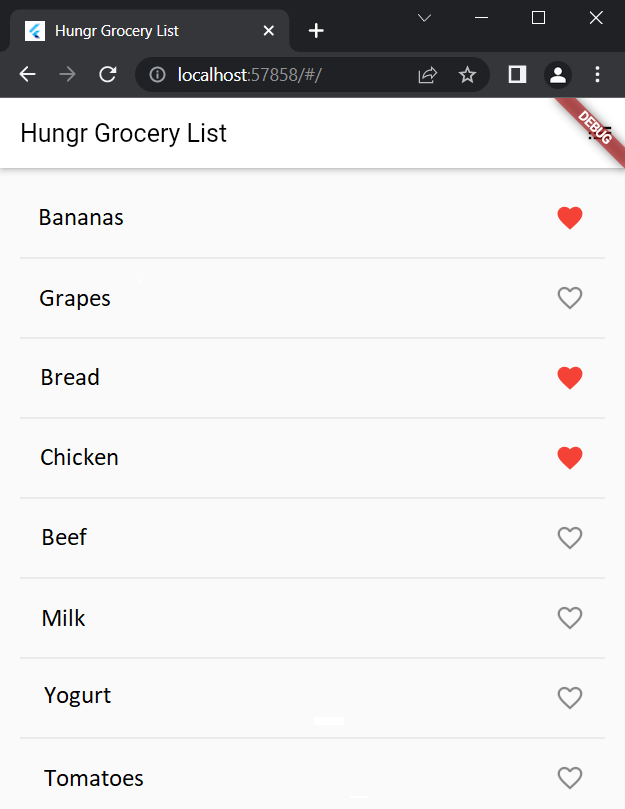 Hungr Grocery List
localhost:57858/#/
Hungr Grocery List
DEBUG
Bananas
Grapes
Bread
Chicken
Beef
Milk
Yogurt
Tomatoes